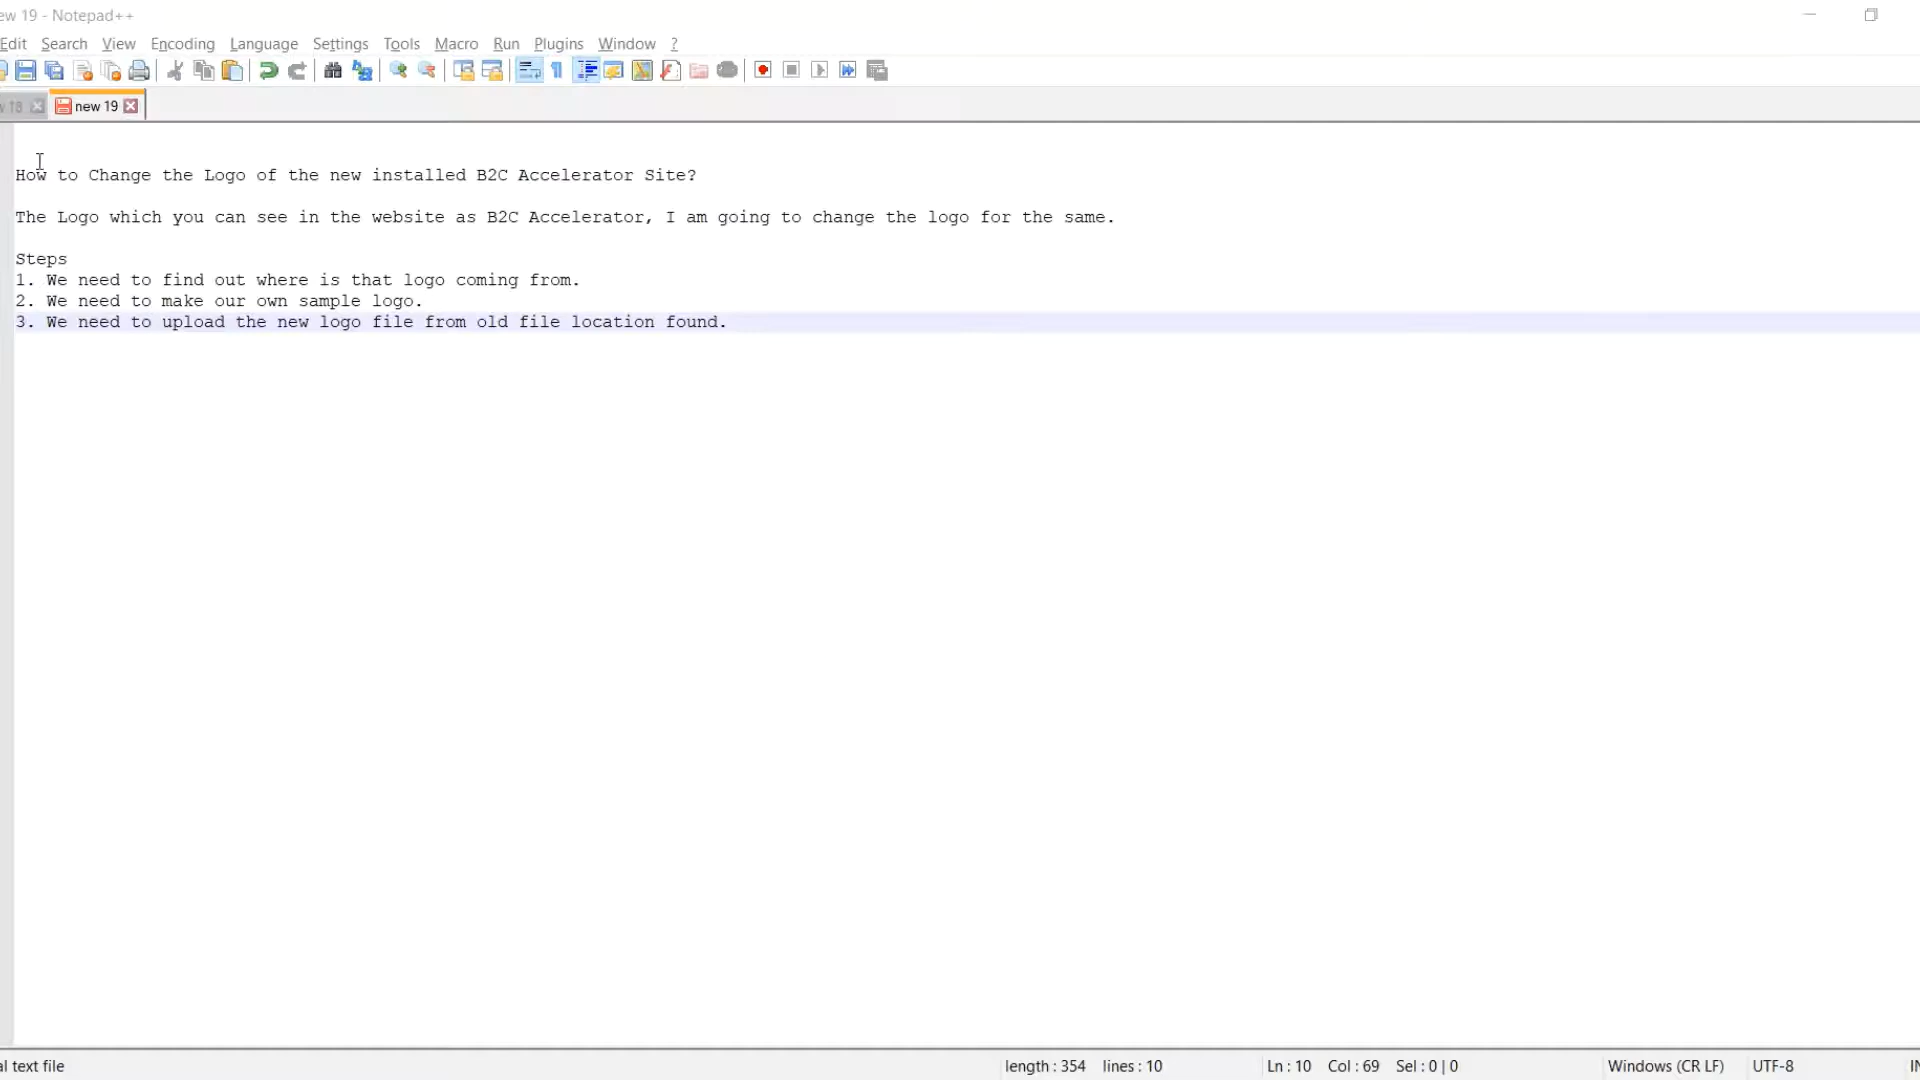 ew 19 - Notepad++
Edit Search View Encoding Language Settings Tools Macro Run Plugins Window ?
w 18 new 19
How to Change the Logo of the new installed B2C Accelerator Site?
The Logo which you can see in the website as B2C Accelerator, I am going to change the logo for the same.
Steps
1. We need to find out where is that logo coming from.
2. We need to make our own sample logo.
3. We need to upload the new logo file from old file location found.
al text file length : 354 lines : 10 Ln : 10 Col : 69 Sel : 0 | 0 Windows (CR LF) UTF-8 IN